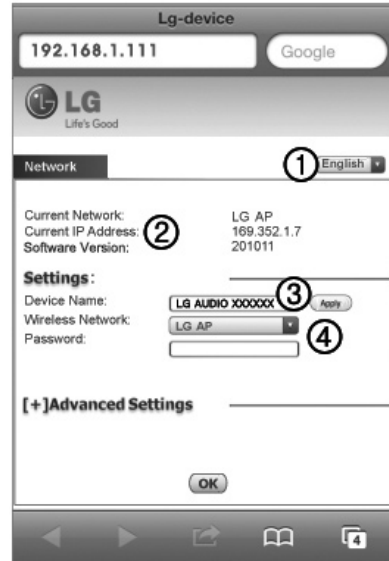 Lg-device
192.168.1.111 Google
LG
Life's Good
Network ① English
Current Network: LG AP
Current IP Address: ② 169.352.1.7
Software Version: 201011
Settings:
Device Name: LG AUDIO XXXXXX ③ Apply
Wireless Network: LG AP ④
Password:
[+]Advanced Settings
OK
4